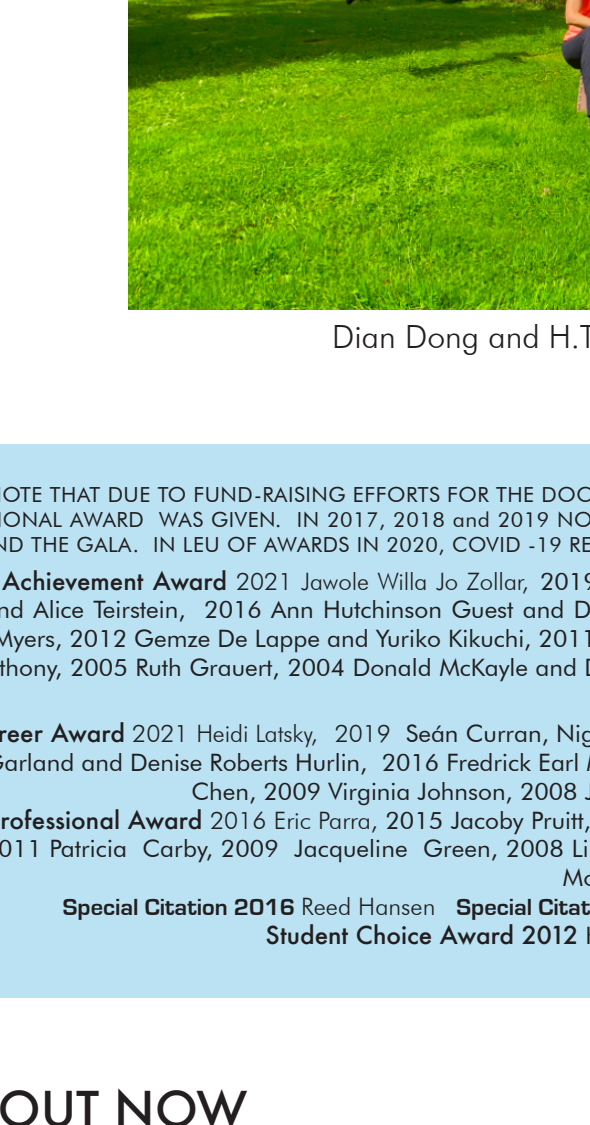 Dian Dong and H.T
NOTE THAT DUE TO FUND-RAISING EFFORTS FOR THE DOC
IONAL AWARD WAS GIVEN. IN 2017, 2018 and 2019 NO
ND THE GALA. IN LEU OF AWARDS IN 2020, COVID -19 RE
Achievement Award 2021 Jawole Willa Jo Zollar, 2019
nd Alice Teirstein, 2016 Ann Hutchinson Guest and D
Myers, 2012 Gemze De Lappe and Yuriko Kikuchi, 2011
thony, 2005 Ruth Grauert, 2004 Donald McKayle and D
reer Award 2021 Heidi Latsky, 2019 Seán Curran, Nig
Garland and Denise Roberts Hurlin, 2016 Fredrick Earl M
Chen, 2009 Virginia Johnson, 2008 J
rofessional Award 2016 Eric Parra, 2015 Jacoby Pruitt,
011 Patricia Carby, 2009 Jacqueline Green, 2008 Li
Mc
Special Citation 2016 Reed Hansen Special Citat
Student Choice Award 2012
OUT NOW